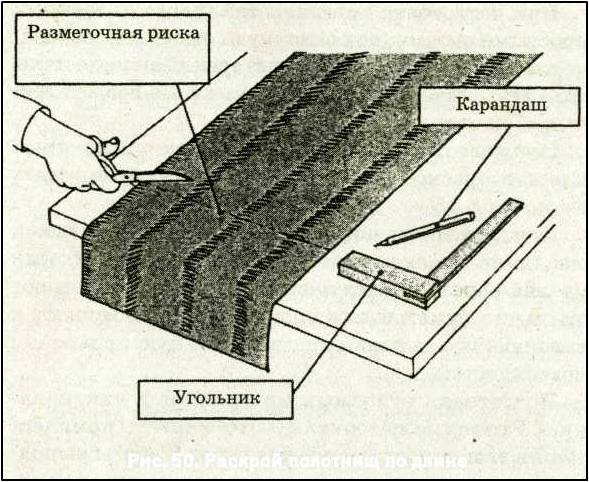 Разметочная риска
Карандаш
Угольник
Рис. 50. Раскрой полотнищ по длине